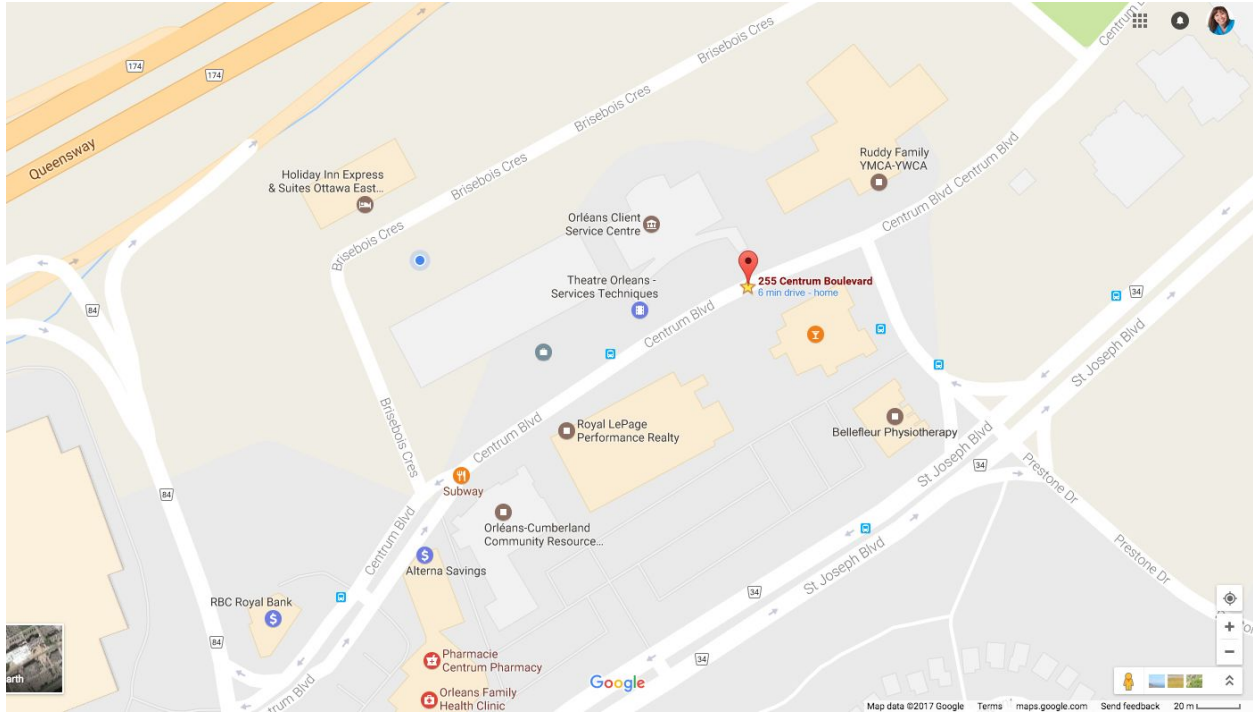 Brisebois Cres
Centrum
174
174
Queensway
Brisebois Cres
Holiday Inn Express
& Suites Ottawa East...
Brisebois Cres
Ruddy Family
YMCA-YWCA
Centrum Blvd
Centrum Blvd
Orléans Client
Service Centre
Brisebois Cres
Theatre Orleans -
Services Techniques
255 Centrum Boulevard
6 min drive - home
34
84
Centrum Blvd
St Joseph Blvd
Brisebois Cres
Royal LePage
Performance Realty
Bellefleur Physiotherapy
Centrum Blvd
St Joseph Blvd
34
Subway
84
Prestone Dr
Orléans-Cumberland
Community Resource...
Centrum Blvd
Alterna Savings
St Joseph Blvd
Prestone Dr
34
RBC Royal Bank
84
Pharmacie
Centrum Pharmacy
34
Orleans Family
Health Clinic
Google
arth
trum Blvd
Map data ©2017 Google Terms maps.google.com Send feedback 20 m